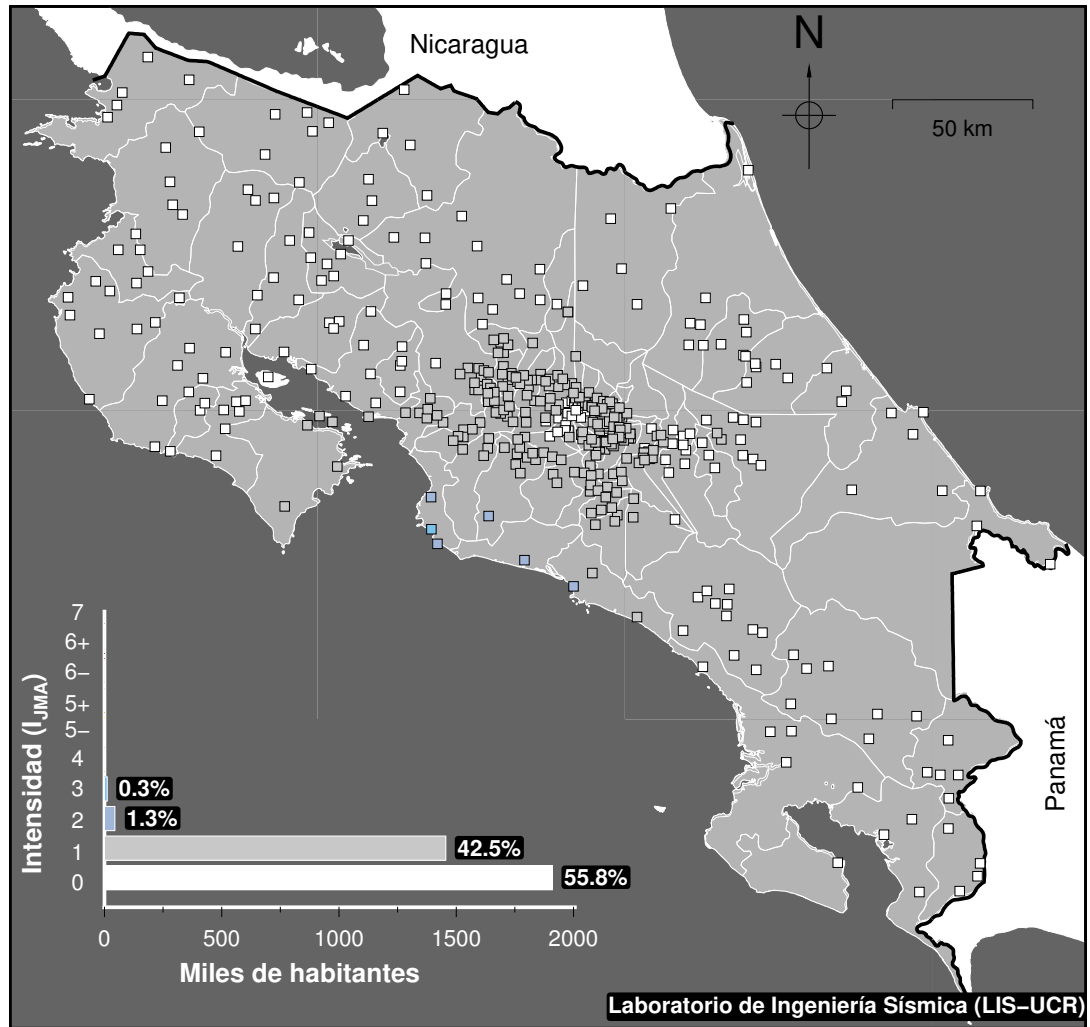 Nicaragua
N
50 km
Panamá
Intensidad (I_JMA)
7
6+
6−
5+
5−
4
3
2
1
0
0.3%
1.3%
42.5%
55.8%
0 500 1000 1500 2000
Miles de habitantes
Laboratorio de Ingeniería Sísmica (LIS−UCR)